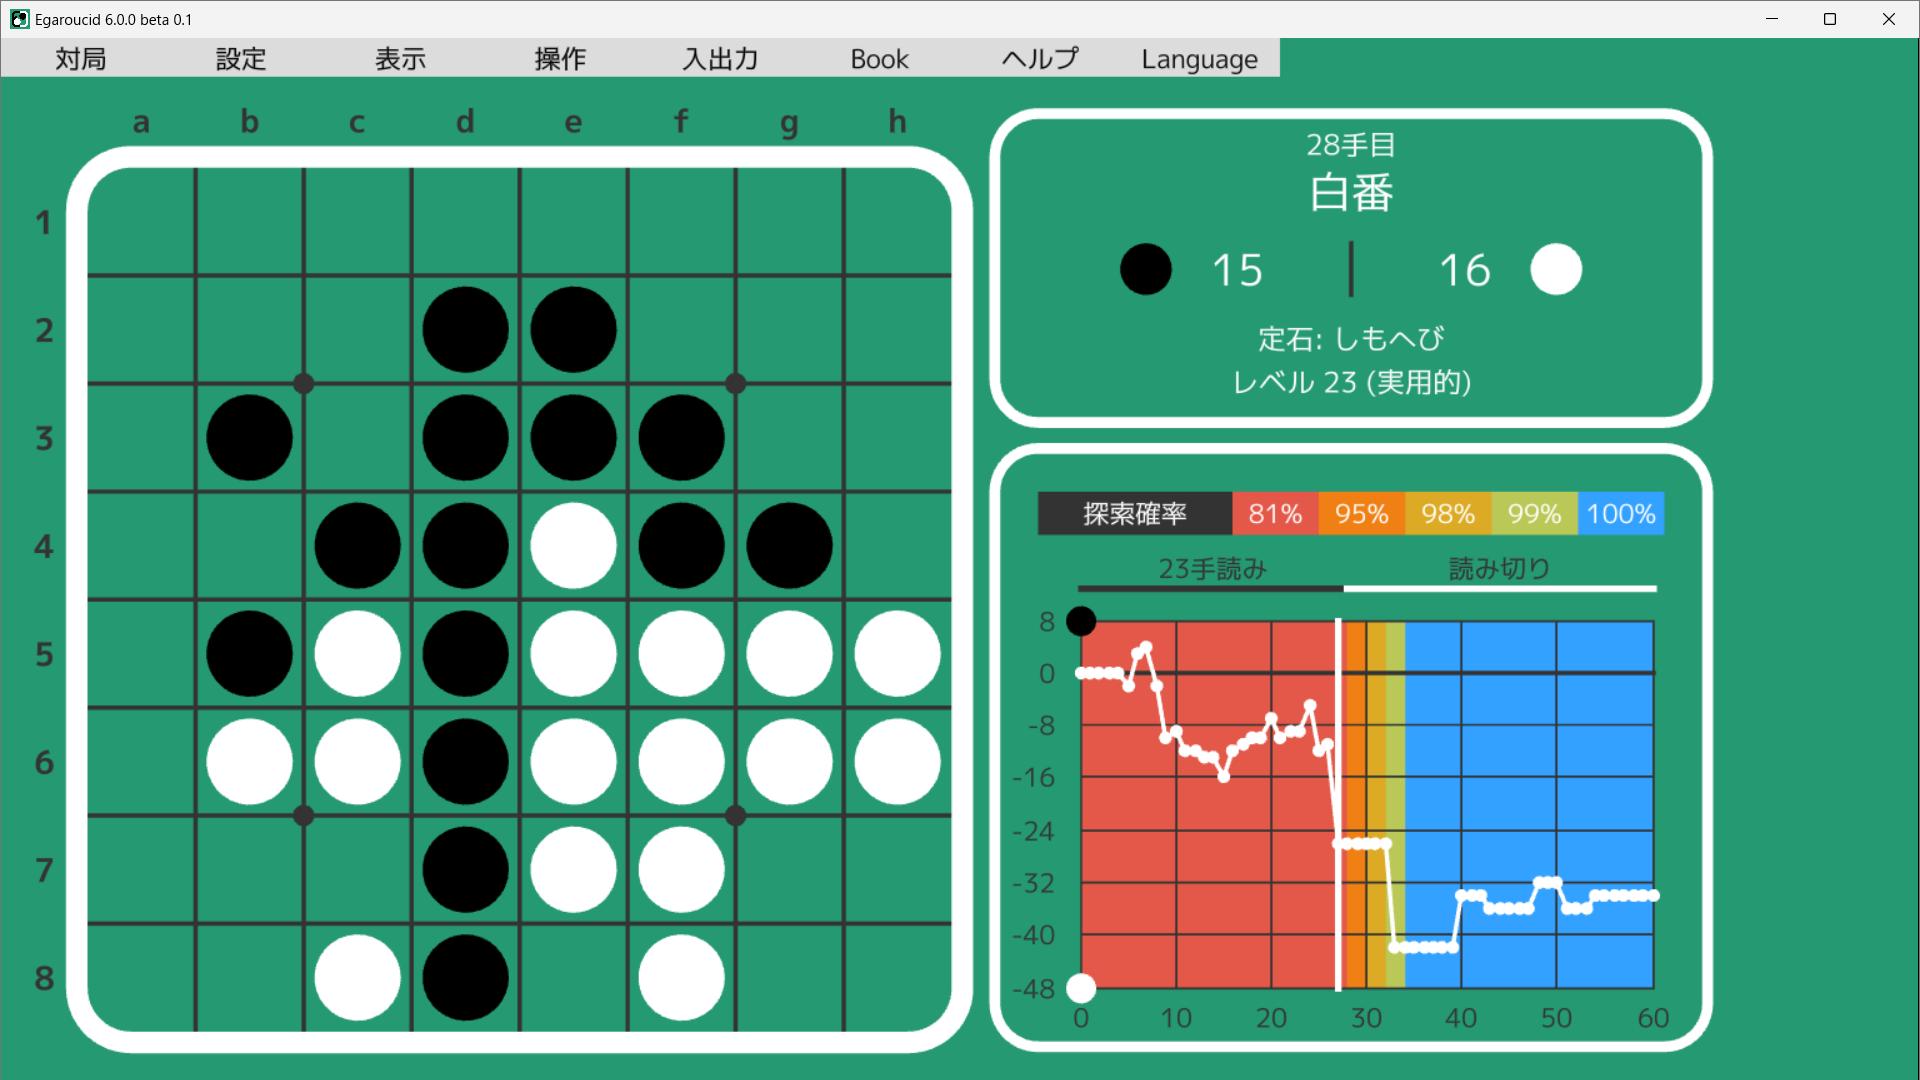 Egaroucid 6.0.0 beta 0.1
対局 設定 表示 操作 入出力 Book ヘルプ Language
a b c d e f g h
1
2
3
4
5
6
7
8
28手目
白番
15 16
定石: しもへび
レベル 23 (実用的)
探索確率 81% 95% 98% 99% 100%
23手読み 読み切り
8
0
-8
-16
-24
-32
-40
-48
0 10 20 30 40 50 60